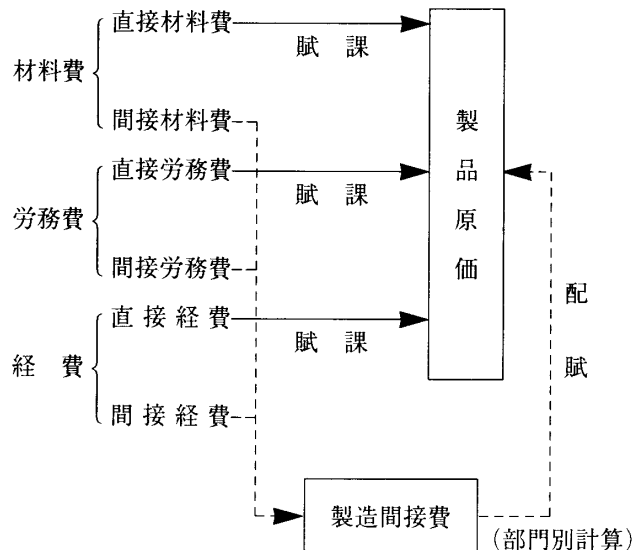 直接材料費
賦 課
材料費
間接材料費
製品原価
直接労務費
賦 課
労務費
間接労務費
配賦
直接経費
賦 課
経 費
間接経費
製造間接費
(部門別計算)